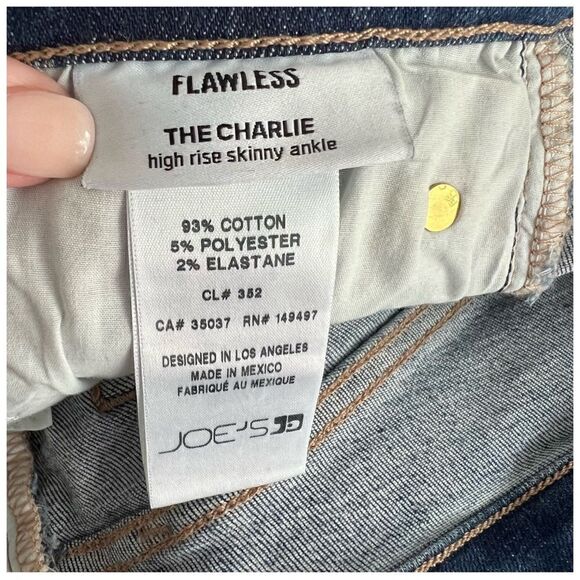 FLAWLESS
THE CHARLIE
high rise skinny ankle
93% COTTON
5% POLYESTER
2% ELASTANE
CL# 352
CA# 35037 RN# 149497
DESIGNED IN LOS ANGELES
MADE IN MEXICO
FABRIQUÉ AU MEXIQUE
JOE'S